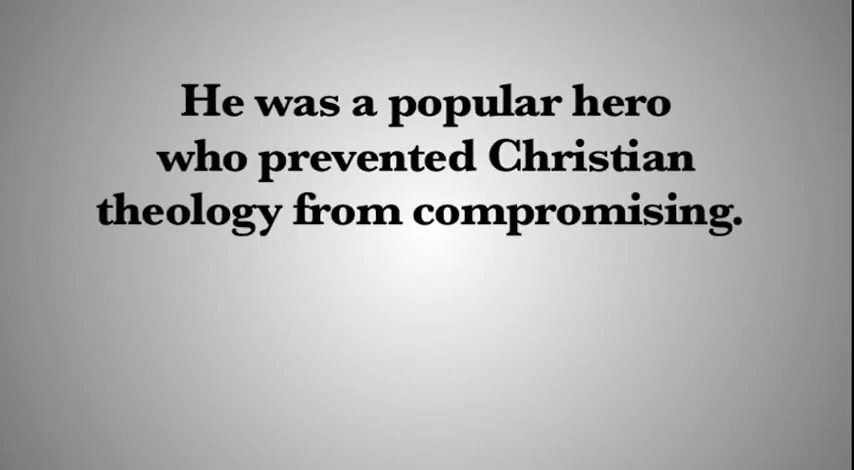 He was a popular hero
who prevented Christian
theology from compromising.